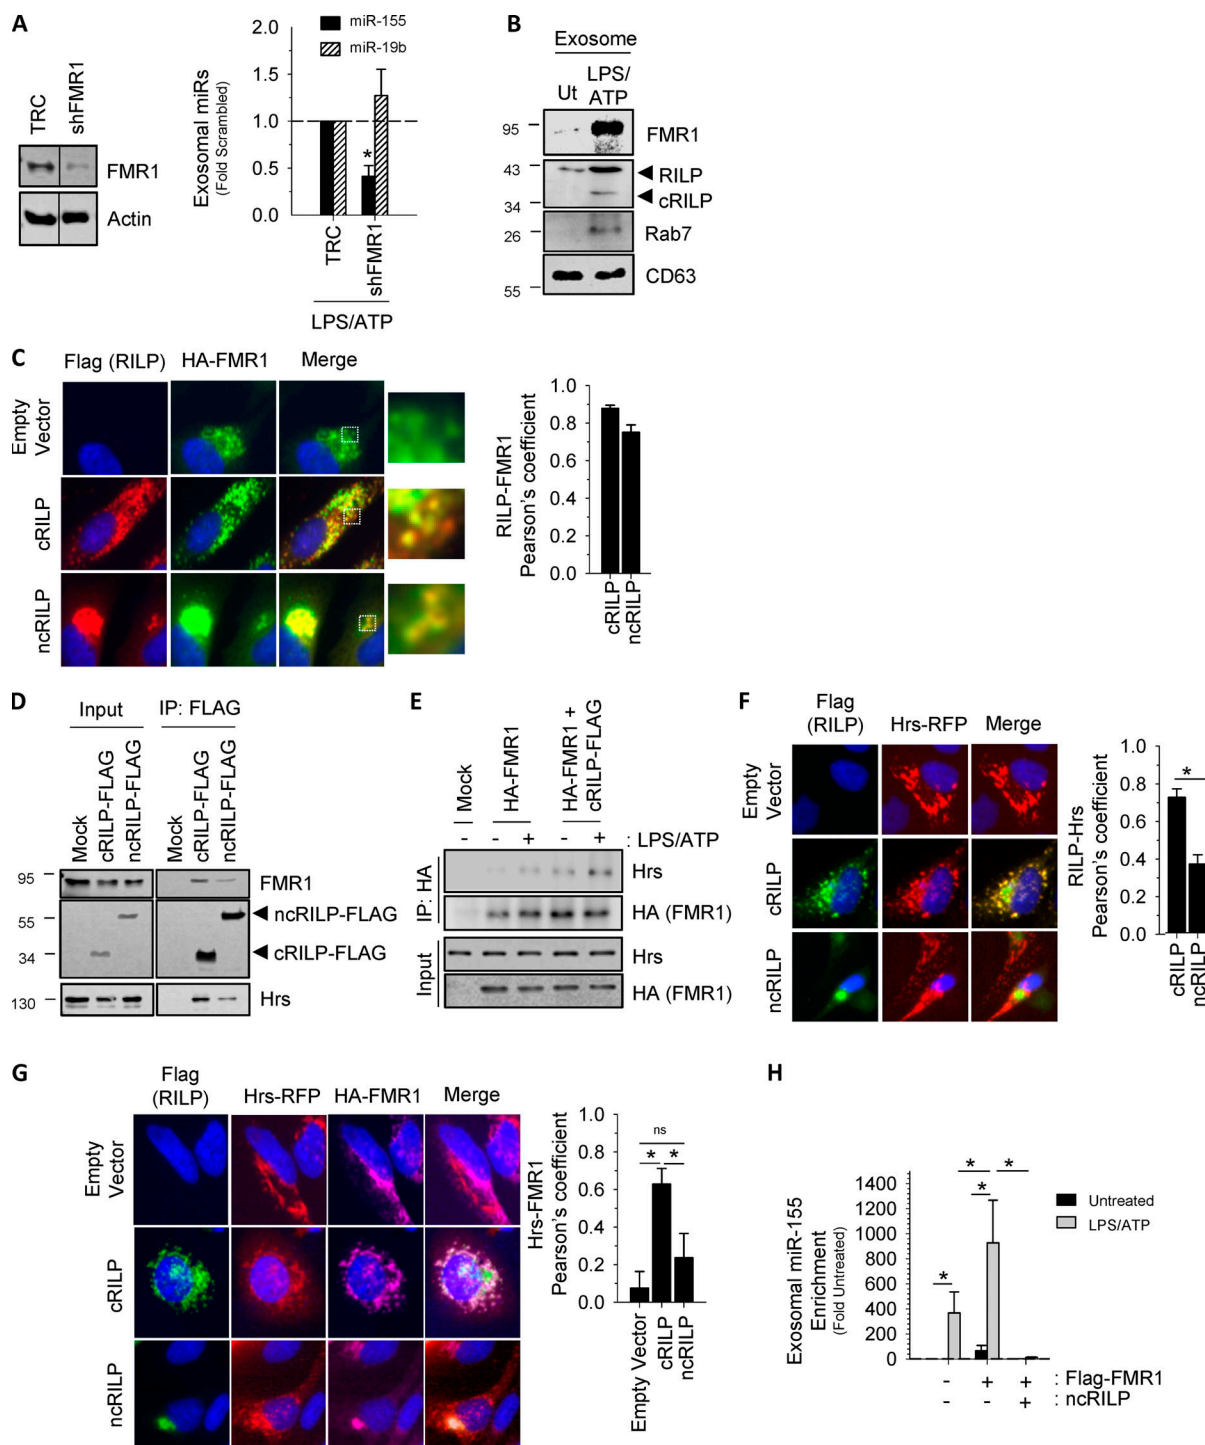 A
TRC
shFMR1
FMR1
Actin
Exosomal miRs
(Fold Scrambled)
2.0
1.5
1.0
0.5
0.0
miR-155
miR-19b
*
TRC
shFMR1
LPS/ATP
B
Exosome
Ut
LPS/
ATP
95
43
34
26
55
FMR1
RILP
cRILP
Rab7
CD63
C
Flag (RILP)
HA-FMR1
Merge
Empty
Vector
cRILP
ncRILP
RILP-FMR1
Pearson's coefficient
1.0
0.8
0.6
0.4
0.2
0.0
cRILP
ncRILP
D
Input
IP: FLAG
Mock
cRILP-FLAG
ncRILP-FLAG
Mock
cRILP-FLAG
ncRILP-FLAG
95
55
34
130
FMR1
ncRILP-FLAG
cRILP-FLAG
Hrs
E
Mock
HA-FMR1
HA-FMR1 +
cRILP-FLAG
- - + - + : LPS/ATP
IP: HA
Hrs
HA (FMR1)
Input
Hrs
HA (FMR1)
F
Flag
(RILP)
Hrs-RFP
Merge
Empty
Vector
cRILP
ncRILP
RILP-Hrs
Pearson's coefficient
1.0
0.8
0.6
0.4
0.2
0.0
*
cRILP
ncRILP
G
Flag
(RILP)
Hrs-RFP
HA-FMR1
Merge
Empty
Vector
cRILP
ncRILP
Hrs-FMR1
Pearson's coefficient
1.0
0.8
0.6
0.4
0.2
0.0
ns
* *
Empty Vector
cRILP
ncRILP
H
Exosomal miR-155
Enrichment
(Fold Untreated)
1400
1200
1000
800
600
400
200
0
* *
*
*
Untreated
LPS/ATP
- + + : Flag-FMR1
- - + : ncRILP